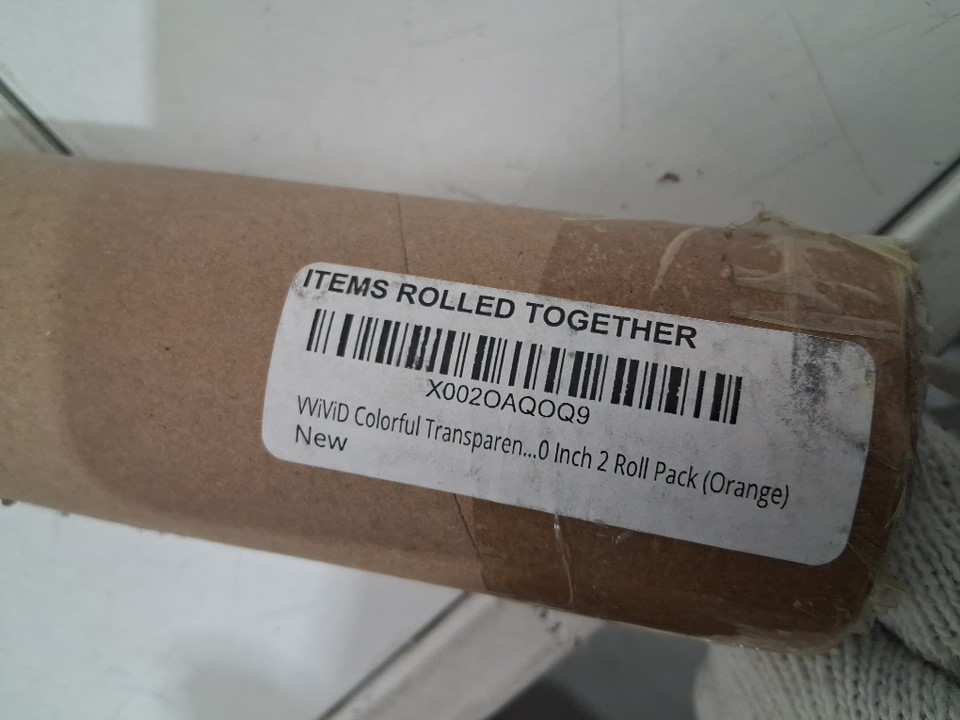 ITEMS ROLLED TOGETHER
X002OAQOQ9
VViViD Colorful Transparen...0 Inch 2 Roll Pack (Orange)
New